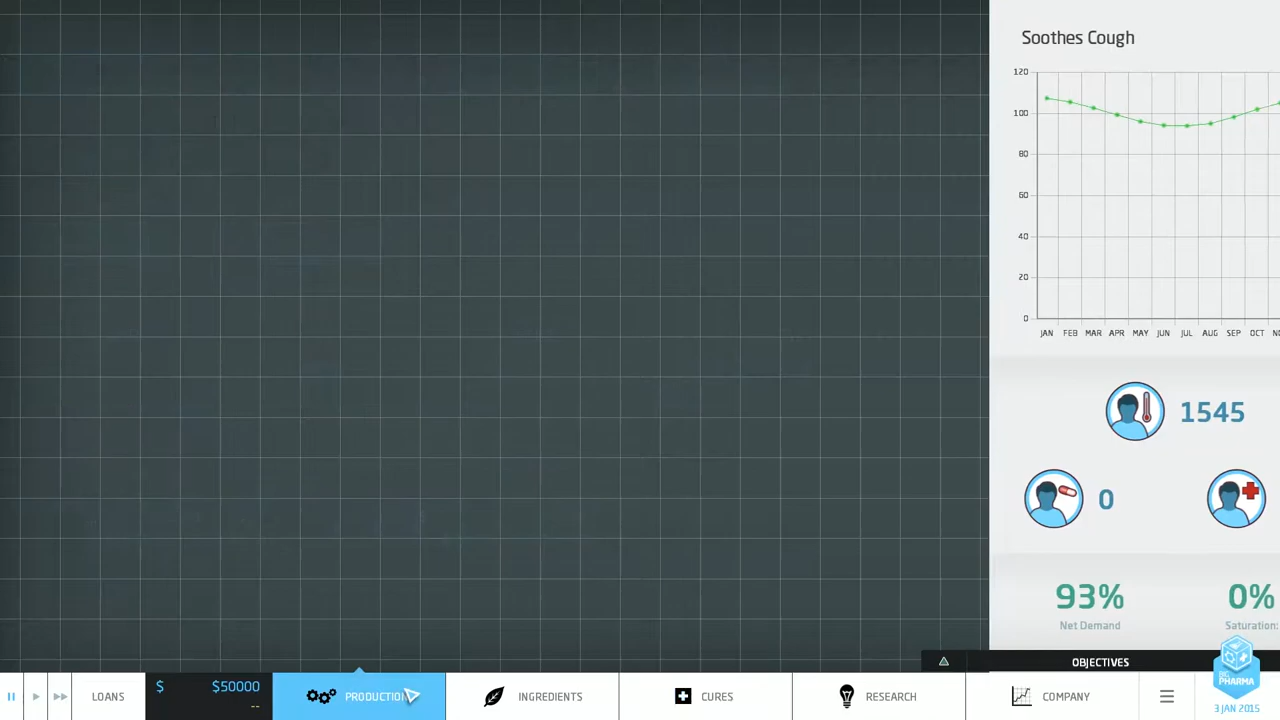 Soothes Cough
120
100
80
60
40
20
0
JAN FEB MAR APR MAY JUN JUL AUG SEP OCT
1545
0
93%
Net Demand
0%
Saturation:
OBJECTIVES
LOANS
$ $50000
--
PRODUCTION
INGREDIENTS
CURES
RESEARCH
COMPANY
BIG PHARMA
3 JAN 2015